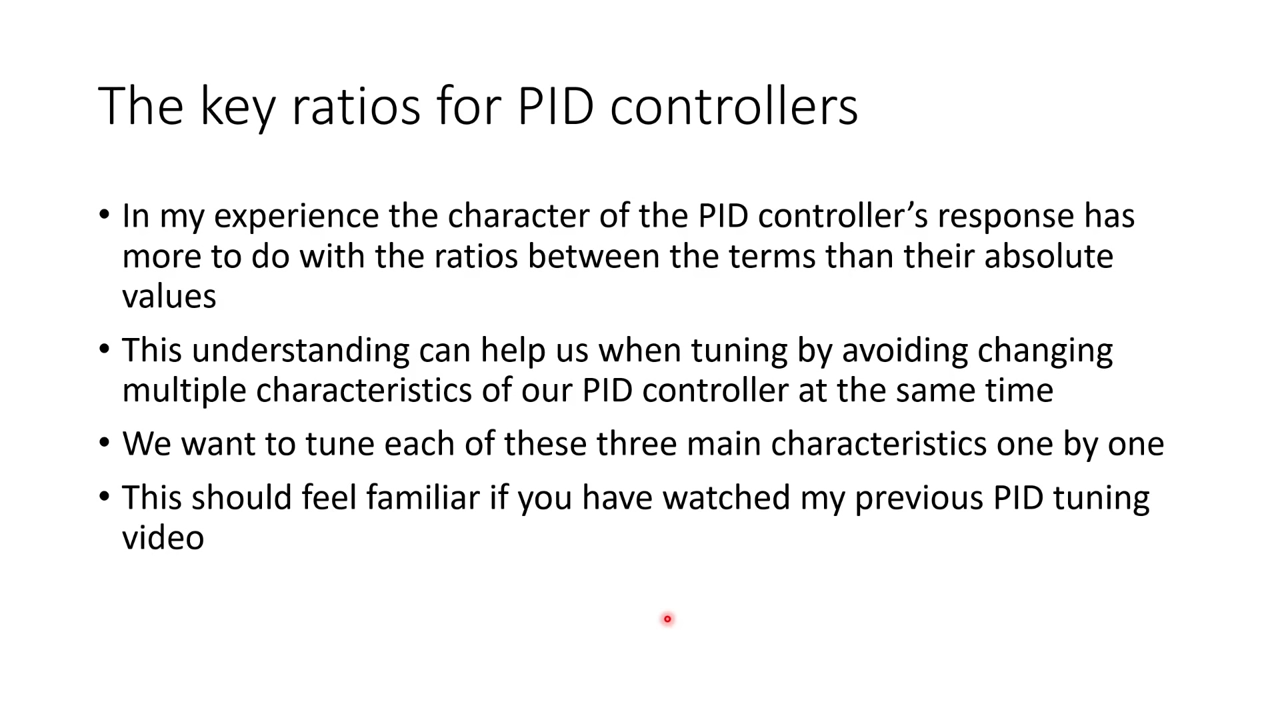 The key ratios for PID controllers
• In my experience the character of the PID controller’s response has
more to do with the ratios between the terms than their absolute
values
• This understanding can help us when tuning by avoiding changing
multiple characteristics of our PID controller at the same time
• We want to tune each of these three main characteristics one by one
• This should feel familiar if you have watched my previous PID tuning
video